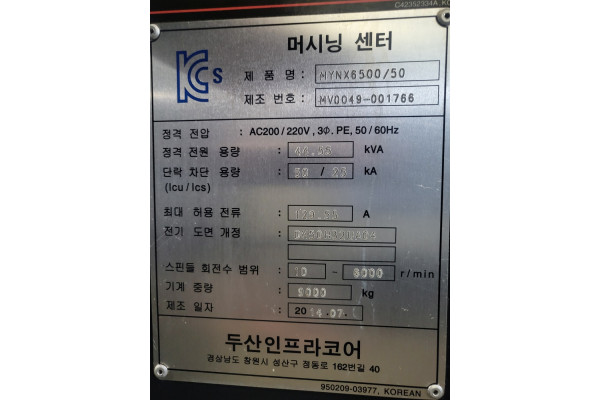 C42352334A
머시닝 센터
KCs
제 품 명 : MYNX6500/50
제조 번호 : MV0049-001766
정격 전압 : AC200/220V, 3Φ. PE, 50/60Hz
정격 전원 용량 : kVA
단락 차단 용량 : 30 / 25 kA
(Icu/Ics)
최대 허용 전류 : A
전기 도면 개정 :
스핀들 회전수 범위 : 10 ~ 6000 r/min
기계 중량 : 9000 kg
제조 일자 : 2014.07.
두산인프라코어
경상남도 창원시 성산구 정동로 162번길 40
950209-03977, KOREAN